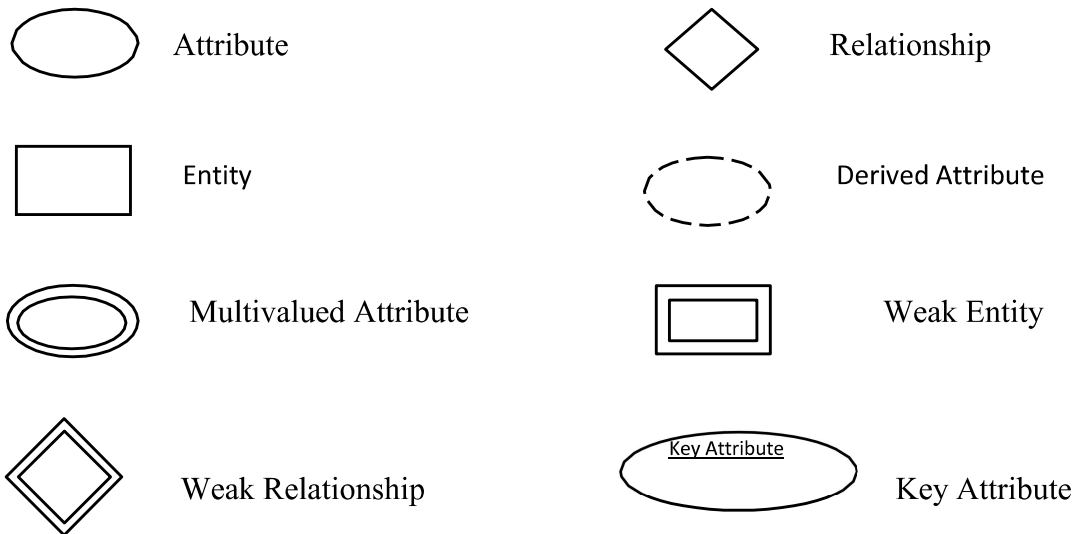 Attribute
Relationship
Entity
Derived Attribute
Multivalued Attribute
Weak Entity
Key Attribute
Weak Relationship
Key Attribute